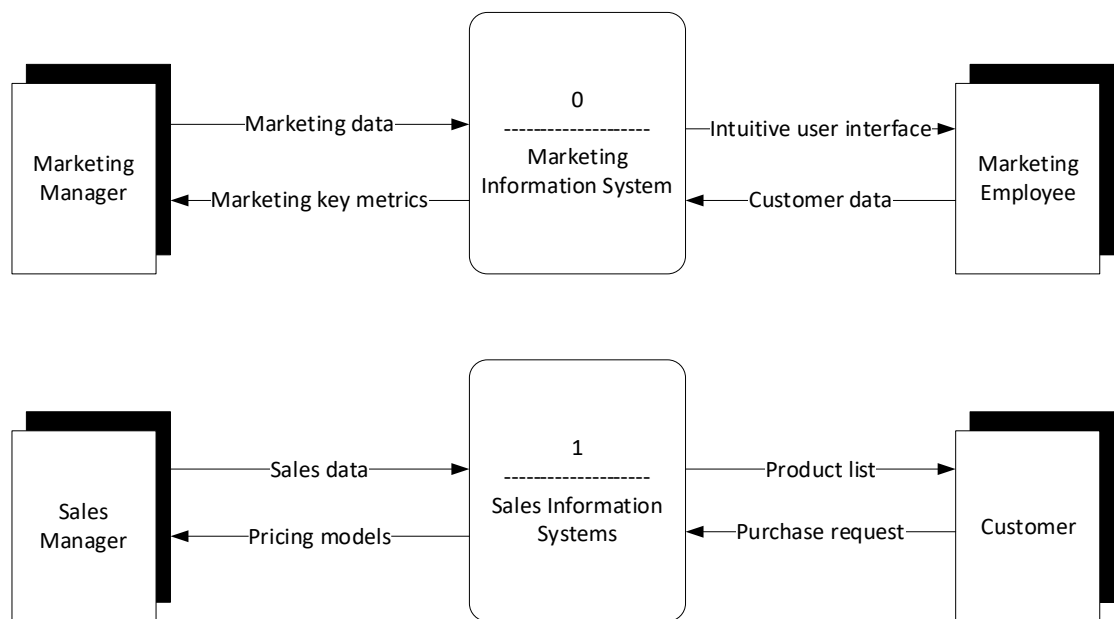 0
----------------------
Marketing data
Intuitive user interface
Marketing
Manager
Marketing
Information System
Marketing
Employee
Marketing key metrics
Customer data
1
----------------------
Sales data
Product list
Sales
Manager
Sales Information
Systems
Customer
Pricing models
Purchase request